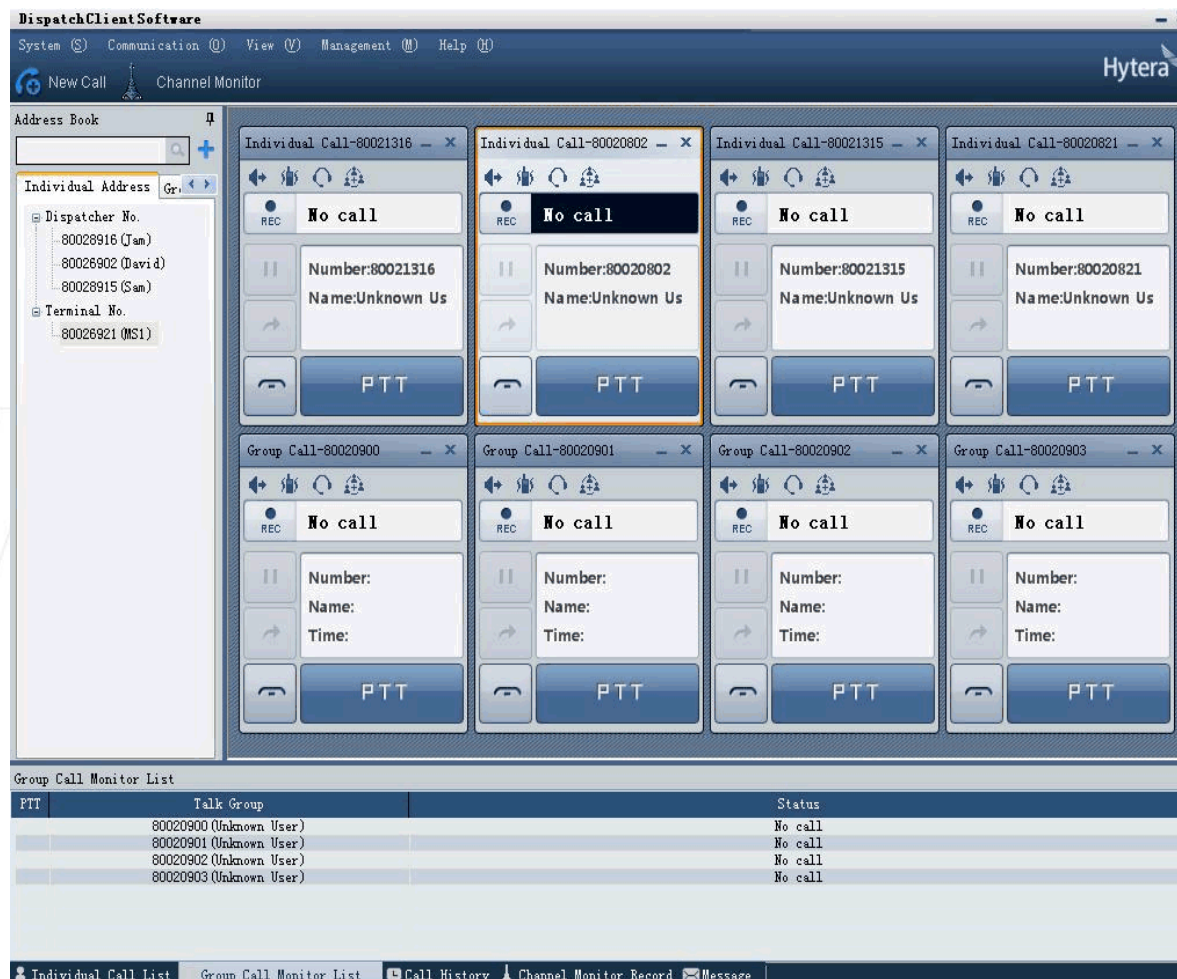 DispatchClientSoftware
System (S) Communication (O) View (V) Management (M) Help (H)
New Call Channel Monitor
Hytera
Address Book
Individual Address Gr
Dispatcher No.
80028916(Jam)
80026902(David)
80028915(Sam)
Terminal No.
80026921(MS1)
Individual Call-80021316
REC No call
Number:80021316
Name:Unknown Us
PTT
Individual Call-80020802
REC No call
Number:80020802
Name:Unknown Us
PTT
Individual Call-80021315
REC No call
Number:80021315
Name:Unknown Us
PTT
Individual Call-80020821
REC No call
Number:80020821
Name:Unknown Us
PTT
Group Call-80020900
REC No call
Number:
Name:
Time:
PTT
Group Call-80020901
REC No call
Number:
Name:
Time:
PTT
Group Call-80020902
REC No call
Number:
Name:
Time:
PTT
Group Call-80020903
REC No call
Number:
Name:
Time:
PTT
Group Call Monitor List
PTT Talk Group Status
80020900(Unknown User) No call
80020901(Unknown User) No call
80020902(Unknown User) No call
80020903(Unknown User) No call
Individual Call List Group Call Monitor List Call History Channel Monitor Record Message